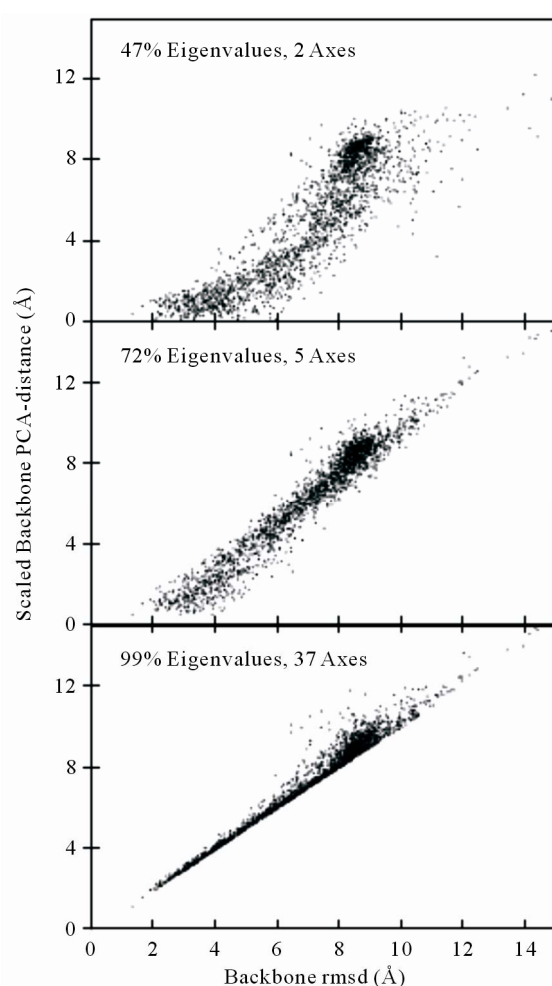 47% Eigenvalues, 2 Axes
12
8
4
0
72% Eigenvalues, 5 Axes
12
8
4
0
Scaled Backbone PCA-distance (Å)
99% Eigenvalues, 37 Axes
12
8
4
0
0 2 4 6 8 10 12 14
Backbone rmsd (Å)